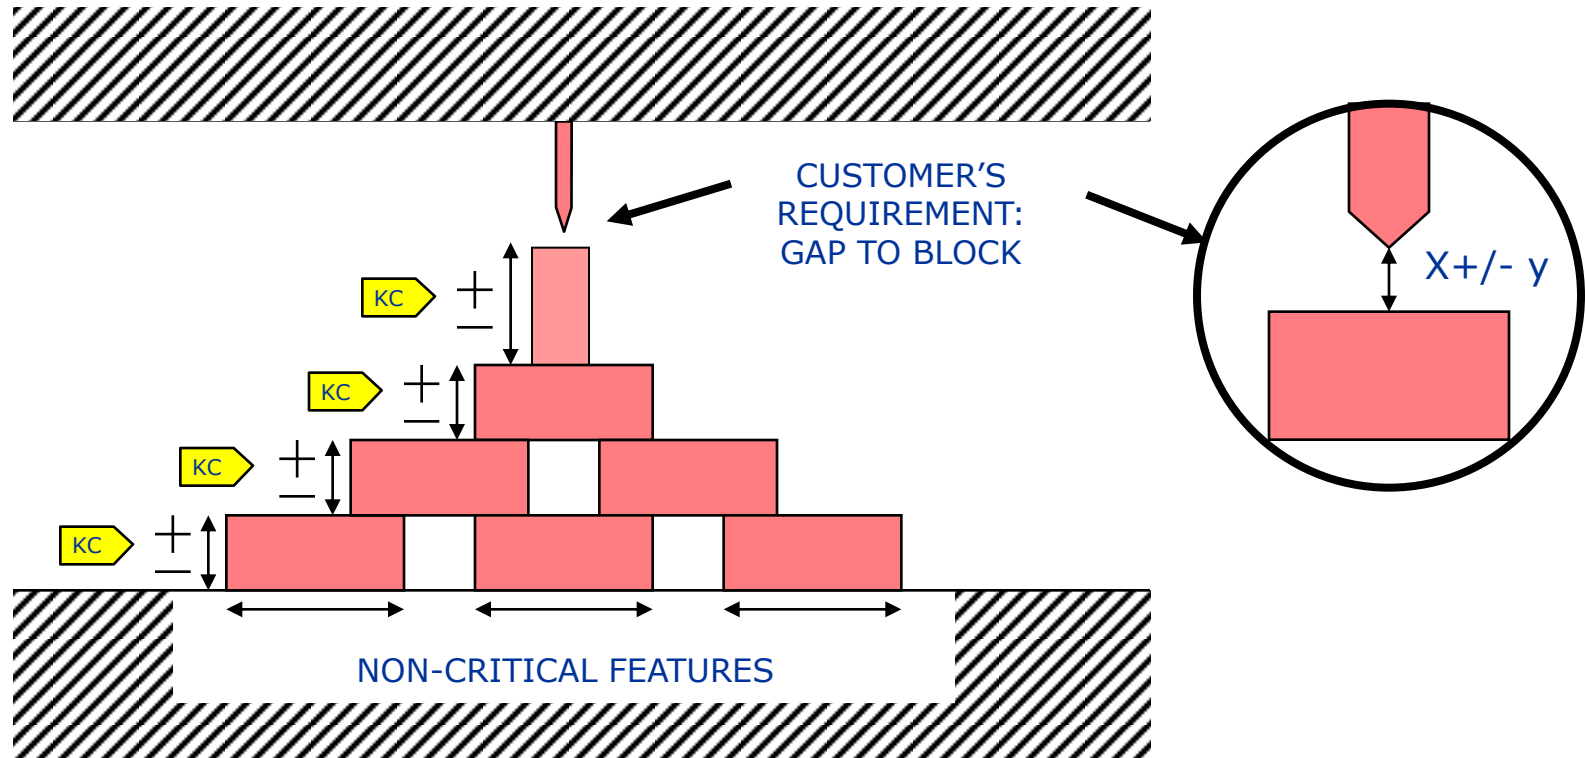 CUSTOMER’S
REQUIREMENT:
GAP TO BLOCK
X+/- y
KC
+
−
KC
+
−
KC
+
−
KC
+
−
NON-CRITICAL FEATURES